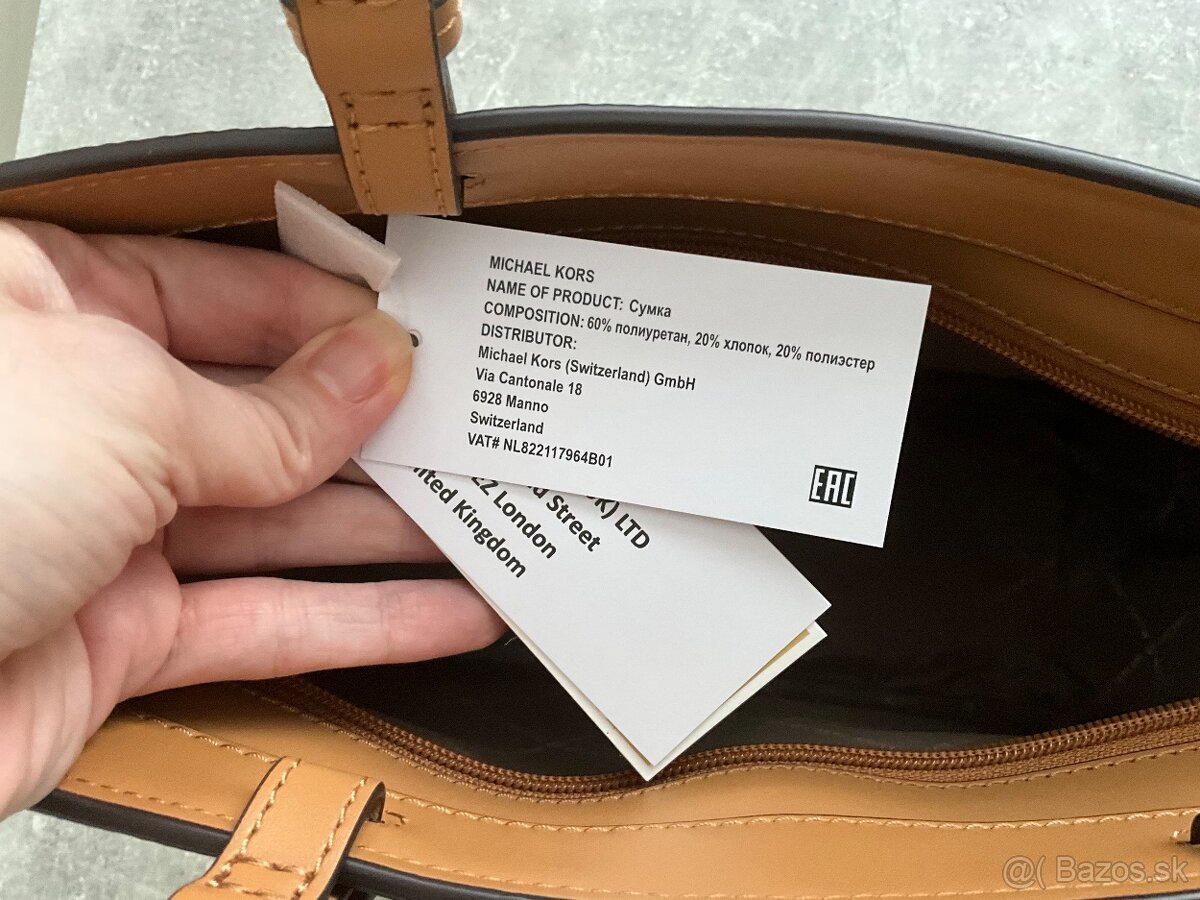 MICHAEL KORS
NAME OF PRODUCT: Сумка
COMPOSITION: 60% полиуретан, 20% хлопок, 20% полиэстер
DISTRIBUTOR:
Michael Kors (Switzerland) GmbH
Via Cantonale 18
6928 Manno
Switzerland
VAT# NL822117964B01
EAC
LTD
Street
London
Kingdom
@( Bazos.sk